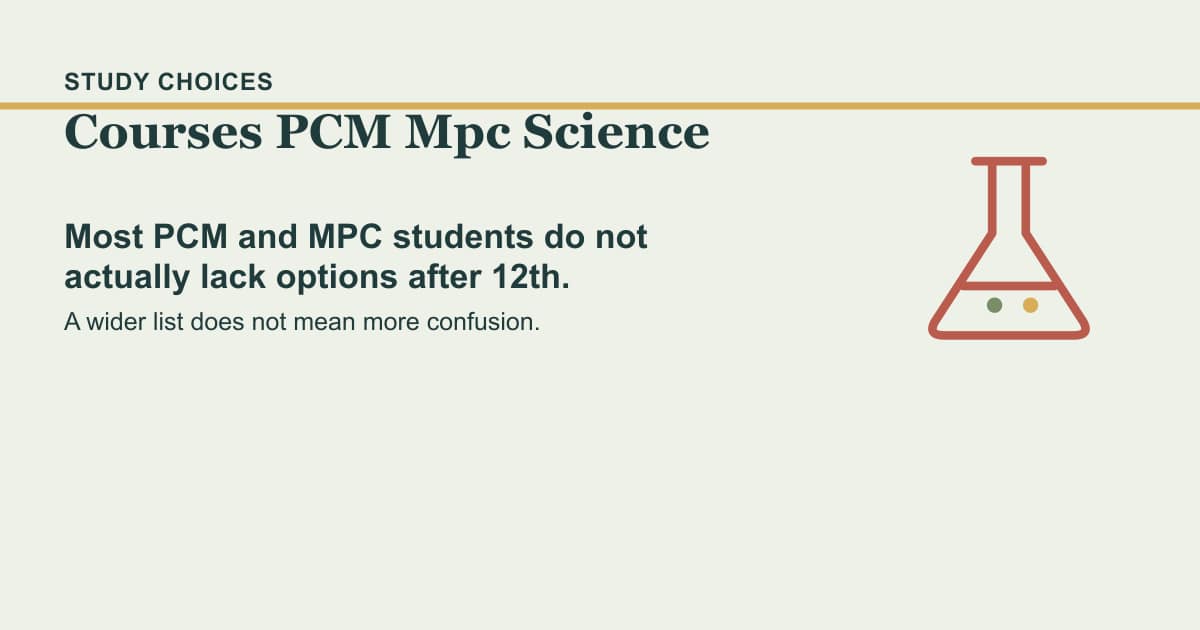 STUDY CHOICES
Courses PCM Mpc Science
Most PCM and MPC students do not
actually lack options after 12th.
A wider list does not mean more confusion.